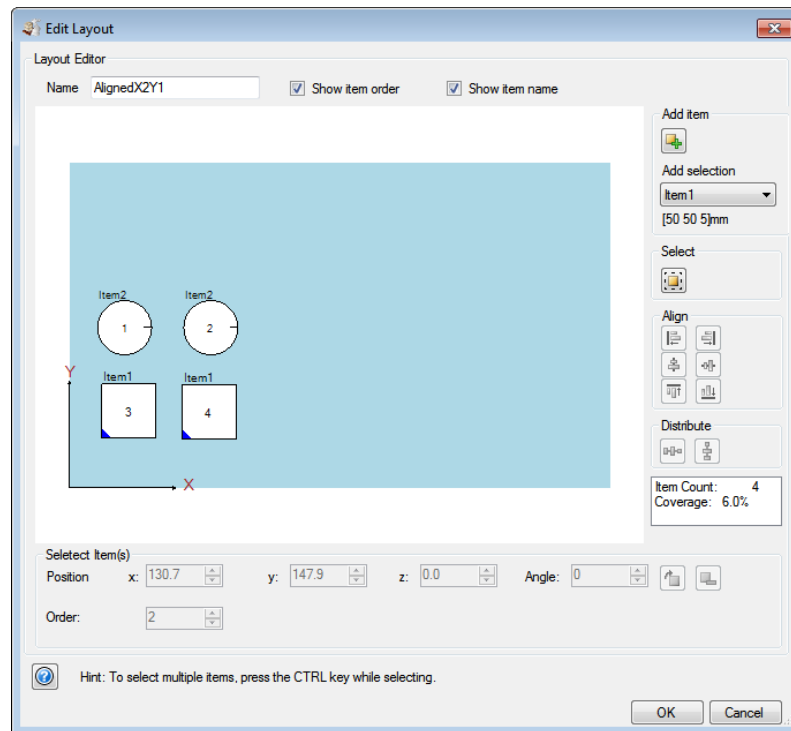 Edit Layout
Layout Editor
Name AlignedX2Y1 Show item order Show item name
Add item
Add selection
Item1
[50 50 5]mm
Select
Item2 Item2
1 2
Align
Y
Item1 Item1
3 4
Distribute
X
Item Count: 4
Coverage: 6.0%
Seletect Item(s)
Position x: 130.7 y: 147.9 z: 0.0 Angle: 0
Order: 2
Hint: To select multiple items, press the CTRL key while selecting.
OK Cancel